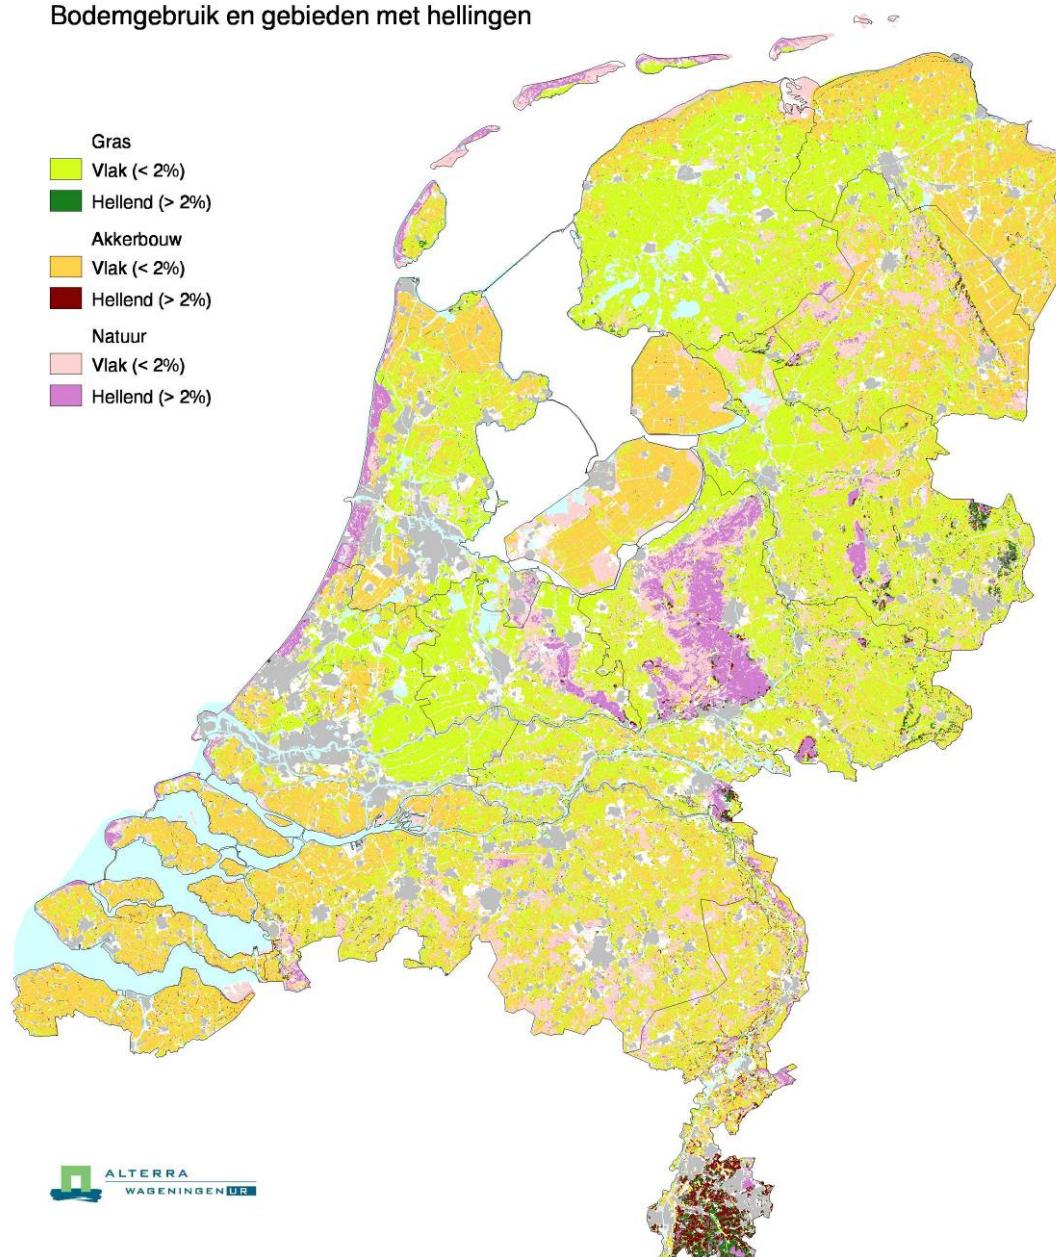 Bodemgebruik en gebieden met hellingen
Gras
Vlak (< 2%)
Hellend (> 2%)
Akkerbouw
Vlak (< 2%)
Hellend (> 2%)
Natuur
Vlak (< 2%)
Hellend (> 2%)
ALTERRA
WAGENINGEN UR